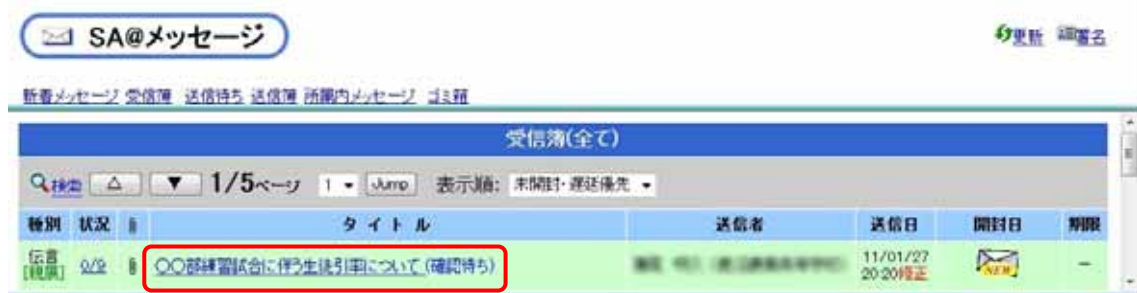 SA@メッセージ
更新 署名
新着メッセージ 受信簿 送信待ち 送信簿 所属内メッセージ ゴミ箱
受信簿(全て)
検索 △ ▼ 1/5ページ 1 Jump 表示順: 未開封・遅延優先
種別 状況 タイトル 送信者 送信日 開封日 期限
伝言 0/9 〇〇部練習試合に伴う生徒引率について(確認待ち) 11/01/27 NEW −
[親展] 20:20修正